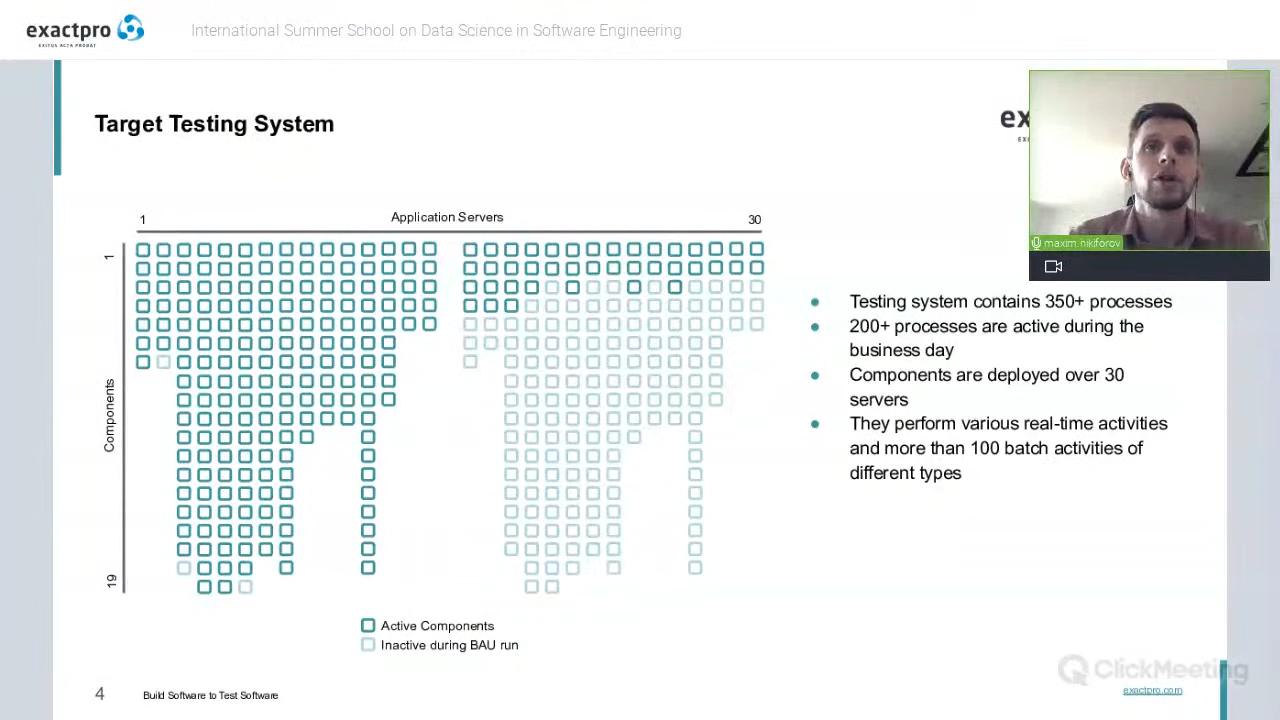 exactpro
EXITUS ACTA PROBAT
International Summer School on Data Science in Software Engineering
Target Testing System
ex
maxim.nikiforov
1
Application Servers
30
1
Components
19
Testing system contains 350+ processes
200+ processes are active during the
business day
Components are deployed over 30
servers
They perform various real-time activities
and more than 100 batch activities of
different types
Active Components
Inactive during BAU run
4
Build Software to Test Software
ClickMeeting
exactpro.com